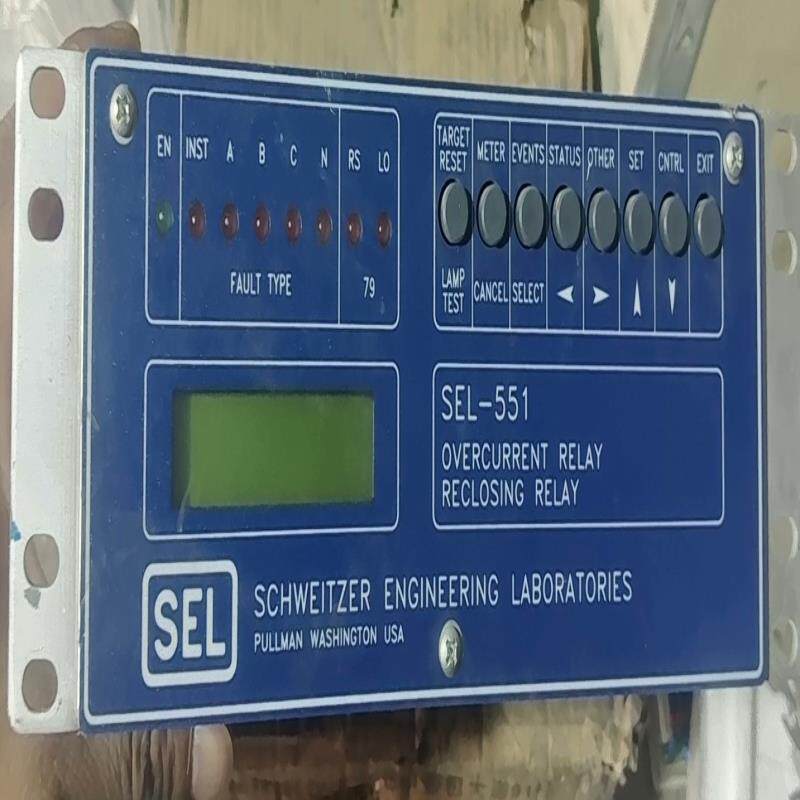 EN INST A B C N RS LO
FAULT TYPE 79
TARGET RESET METER EVENTS STATUS OTHER SET CNTRL EXIT
LAMP TEST CANCEL SELECT
SEL-551
OVERCURRENT RELAY
RECLOSING RELAY
SEL
SCHWEITZER ENGINEERING LABORATORIES
PULLMAN WASHINGTON USA